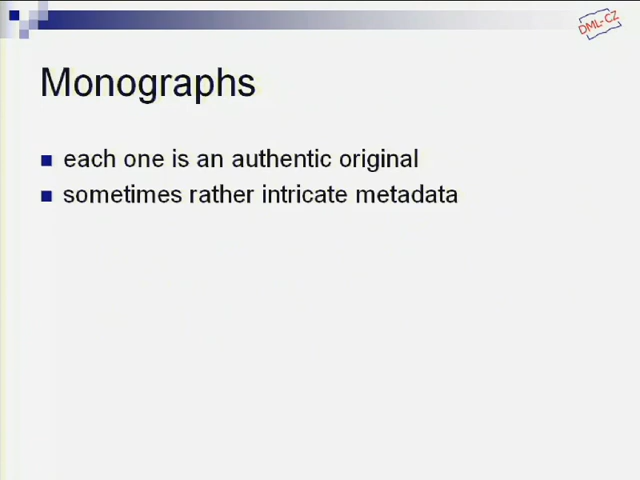 DML-CZ
Monographs
each one is an authentic original
sometimes rather intricate metadata